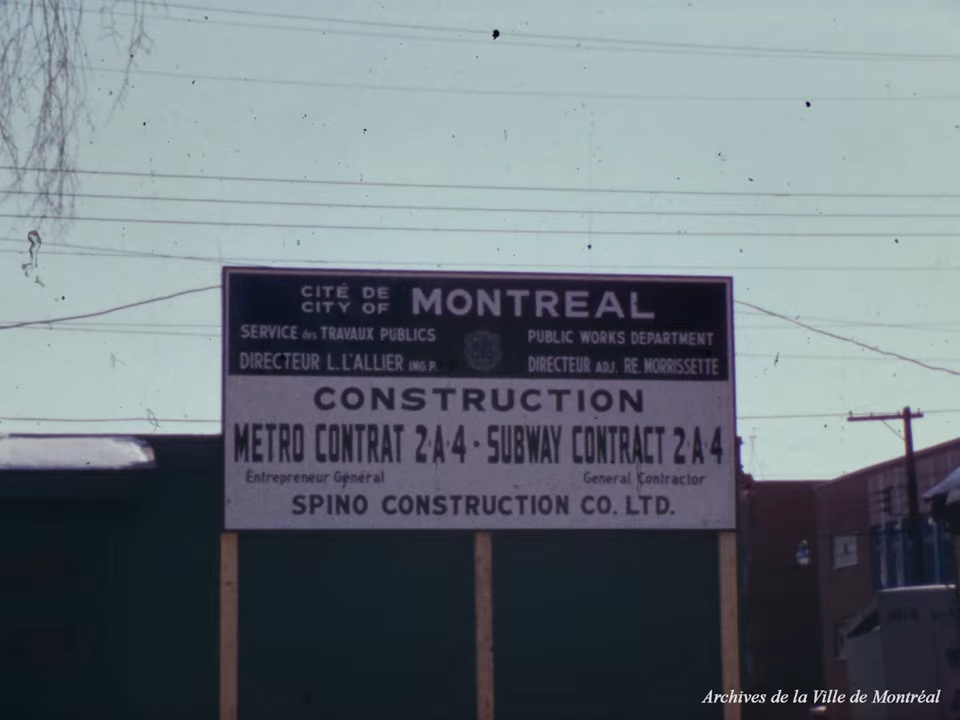 CITÉ DE
CITY OF
MONTREAL
SERVICE des TRAVAUX PUBLICS
PUBLIC WORKS DEPARTMENT
DIRECTEUR L. L'ALLIER ING. P.
DIRECTEUR ADJ. RE. MORRISSETTE
CONSTRUCTION
METRO CONTRAT 2·A·4 · SUBWAY CONTRACT 2·A·4
Entrepreneur Général
General Contractor
SPINO CONSTRUCTION CO. LTD.
Archives de la Ville de Montréal